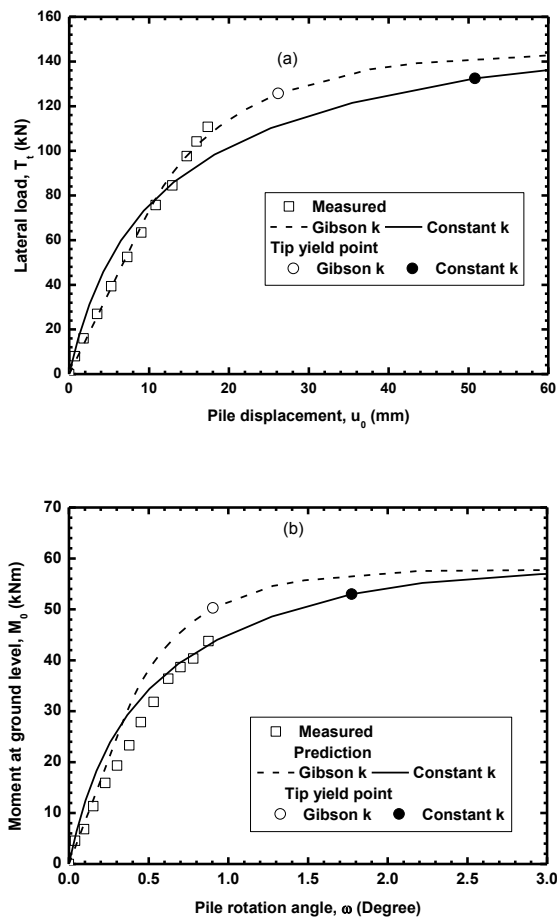 160
(a)
140
120
100
80
60
40
20
0
Lateral load, T_t (kN)
Measured
Gibson k
Constant k
Tip yield point
Gibson k
Constant k
0
10
20
30
40
50
60
Pile displacement, u_0 (mm)
70
(b)
60
50
40
30
20
10
0
Moment at ground level, M_0 (kNm)
Measured
Prediction
Gibson k
Constant k
Tip yield point
Gibson k
Constant k
0.0
0.5
1.0
1.5
2.0
2.5
3.0
Pile rotation angle, ω (Degree)